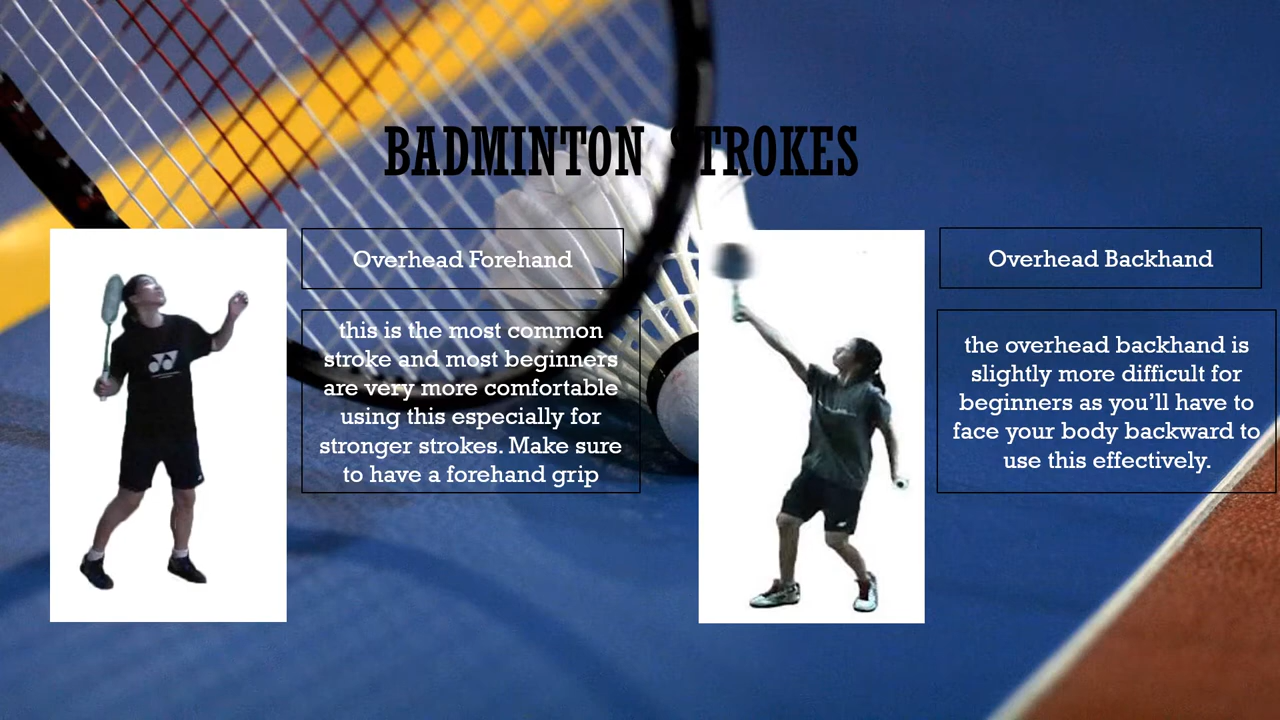 BADMINTON STROKES
Overhead Forehand
this is the most common
stroke and most beginners
are very more comfortable
using this especially for
stronger strokes. Make sure
to have a forehand grip
Overhead Backhand
the overhead backhand is
slightly more difficult for
beginners as you’ll have to
face your body backward to
use this effectively.